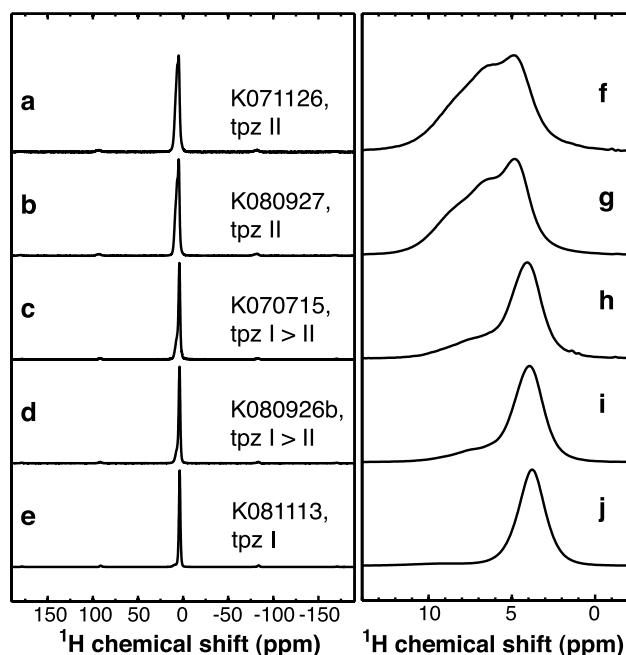 a
K071126,
tpz II
f
b
K080927,
tpz II
g
c
K070715,
tpz I > II
h
d
K080926b,
tpz I > II
i
e
K081113,
tpz I
j
150 100 50 0 -50 -100 -150
10 5 0
¹H chemical shift (ppm)
¹H chemical shift (ppm)